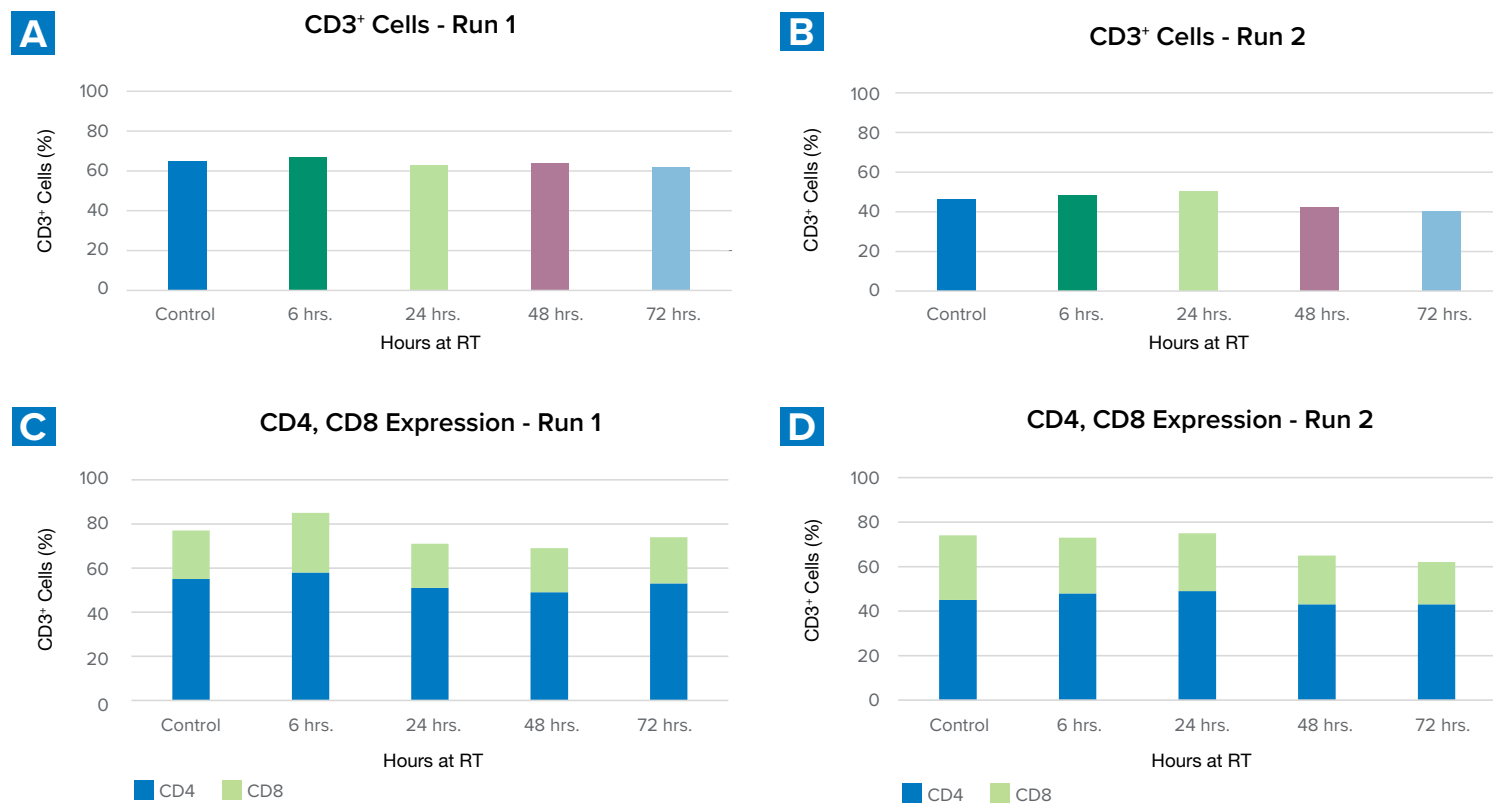 A
CD3⁺ Cells - Run 1
CD3⁺ Cells (%)
100
80
60
40
20
0
Control 6 hrs. 24 hrs. 48 hrs. 72 hrs.
Hours at RT
B
CD3⁺ Cells - Run 2
CD3⁺ Cells (%)
100
80
60
40
20
0
Control 6 hrs. 24 hrs. 48 hrs. 72 hrs.
Hours at RT
C
CD4, CD8 Expression - Run 1
CD3⁺ Cells (%)
100
80
60
40
20
0
Control 6 hrs. 24 hrs. 48 hrs. 72 hrs.
Hours at RT
CD4 CD8
D
CD4, CD8 Expression - Run 2
CD3⁺ Cells (%)
100
80
60
40
20
0
Control 6 hrs. 24 hrs. 48 hrs. 72 hrs.
Hours at RT
CD4 CD8